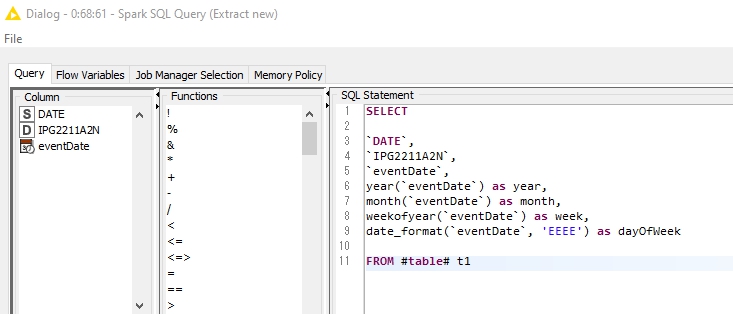 Dialog - 0:68:61 - Spark SQL Query (Extract new)
File
Query Flow Variables Job Manager Selection Memory Policy
Column
S DATE
D IPG2211A2N
eventDate
Functions
!
%
&
*
+
-
/
<
<=
<=>
=
==
>
SQL Statement
1 SELECT
2
3 `DATE`,
4 `IPG2211A2N`,
5 `eventDate`,
6 year(`eventDate`) as year,
7 month(`eventDate`) as month,
8 weekofyear(`eventDate`) as week,
9 date_format(`eventDate`, 'EEEE') as dayOfWeek
10
11 FROM #table# t1